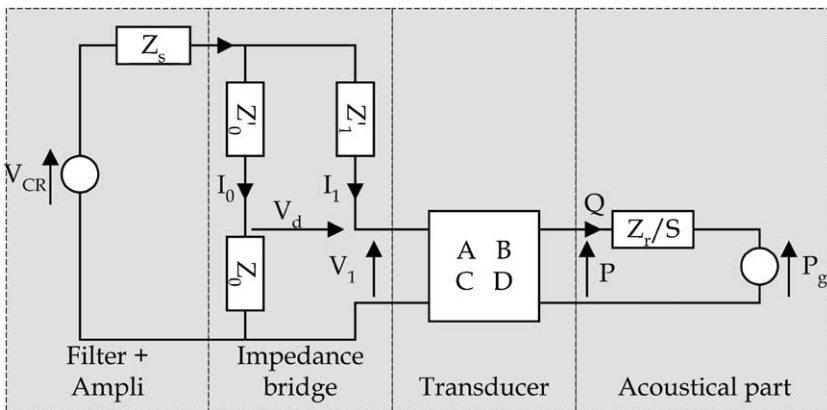 Z_s
Z'_0
Z'_1
V_CR
I_0
I_1
V_d
Z_0
V_1
A B
C D
Q
Z_r/S
P
P_g
Filter +
Ampli
Impedance
bridge
Transducer
Acoustical part